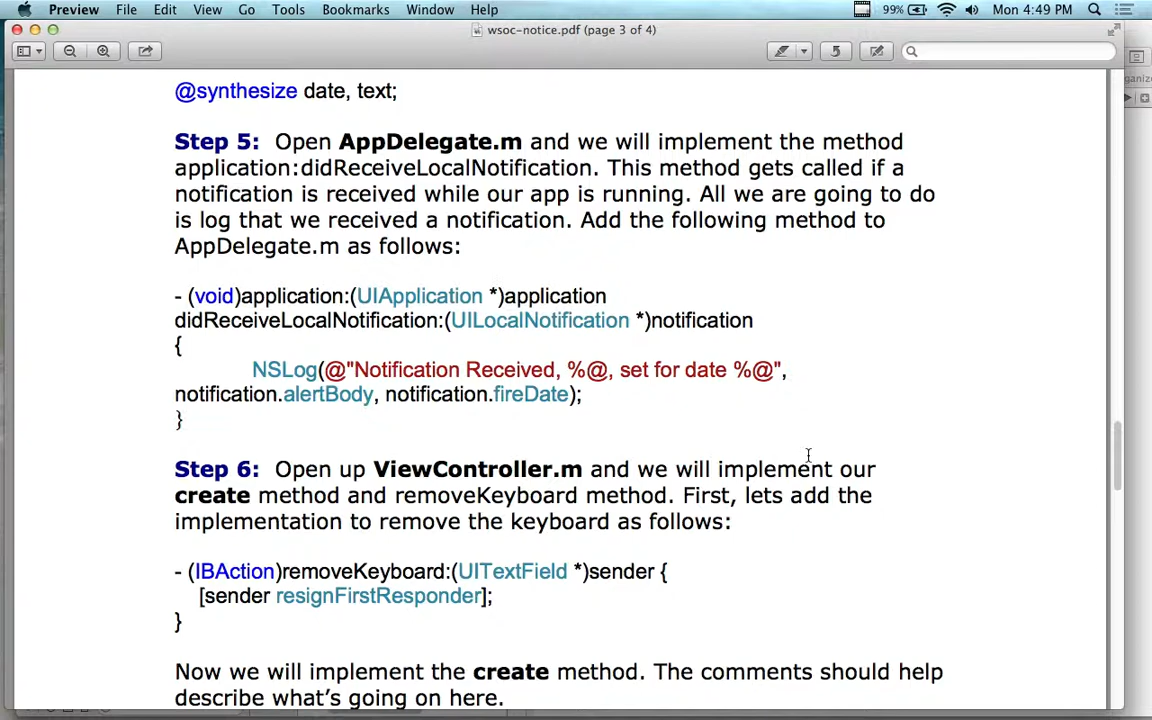 Preview File Edit View Go Tools Bookmarks Window Help 99% Mon 4:49 PM
wsoc-notice.pdf (page 3 of 4)
@synthesize date, text;
Step 5: Open AppDelegate.m and we will implement the method
application:didReceiveLocalNotification. This method gets called if a
notification is received while our app is running. All we are going to do
is log that we received a notification. Add the following method to
AppDelegate.m as follows:
- (void)application:(UIApplication *)application
didReceiveLocalNotification:(UILocalNotification *)notification
{
NSLog(@"Notification Received, %@, set for date %@",
notification.alertBody, notification.fireDate);
}
Step 6: Open up ViewController.m and we will implement our
create method and removeKeyboard method. First, lets add the
implementation to remove the keyboard as follows:
- (IBAction)removeKeyboard:(UITextField *)sender {
[sender resignFirstResponder];
}
Now we will implement the create method. The comments should help
describe what's going on here.